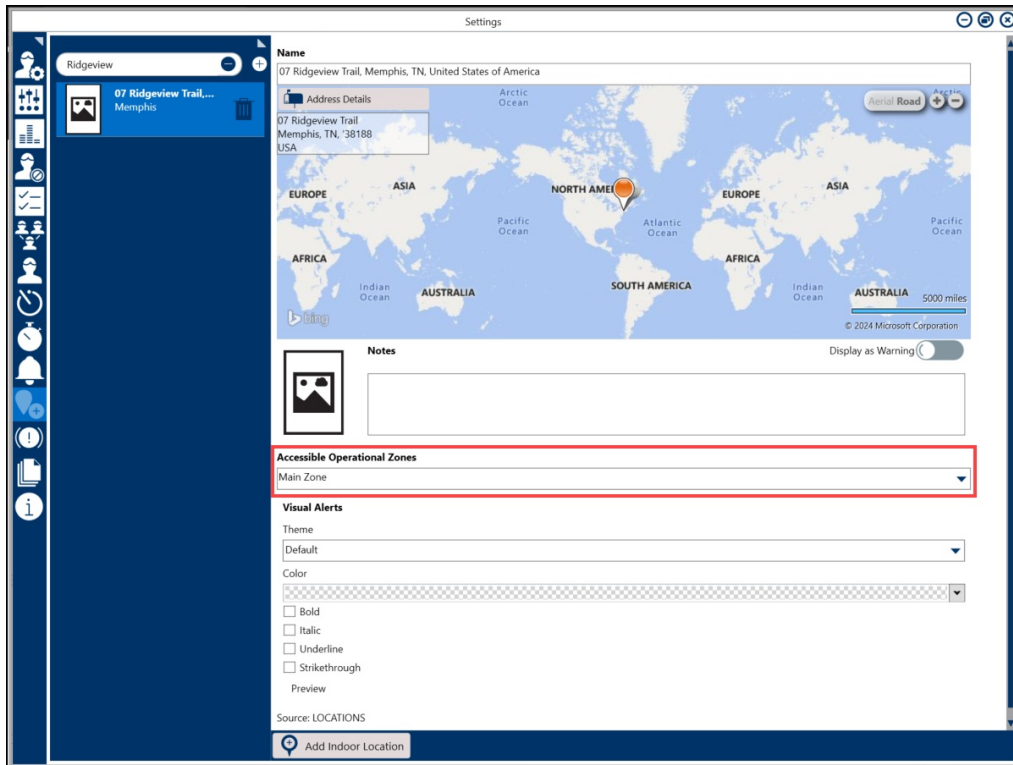 Settings
Ridgeview
07 Ridgeview Trail,...
Memphis
Name
07 Ridgeview Trail, Memphis, TN, United States of America
Address Details
07 Ridgeview Trail
Memphis, TN, '38188
USA
Arctic
Ocean
Arctic
Aerial Road
EUROPE
ASIA
NORTH AMERI
EUROPE
ASIA
Pacific
Ocean
Atlantic
Ocean
Pacific
Ocean
AFRICA
AFRICA
Indian
Ocean
AUSTRALIA
SOUTH AMERICA
Indian
Ocean
AUSTRALIA
5000 miles
bing
© 2024 Microsoft Corporation
Notes
Display as Warning
Accessible Operational Zones
Main Zone
Visual Alerts
Theme
Default
Color
Bold
Italic
Underline
Strikethrough
Preview
Source: LOCATIONS
Add Indoor Location